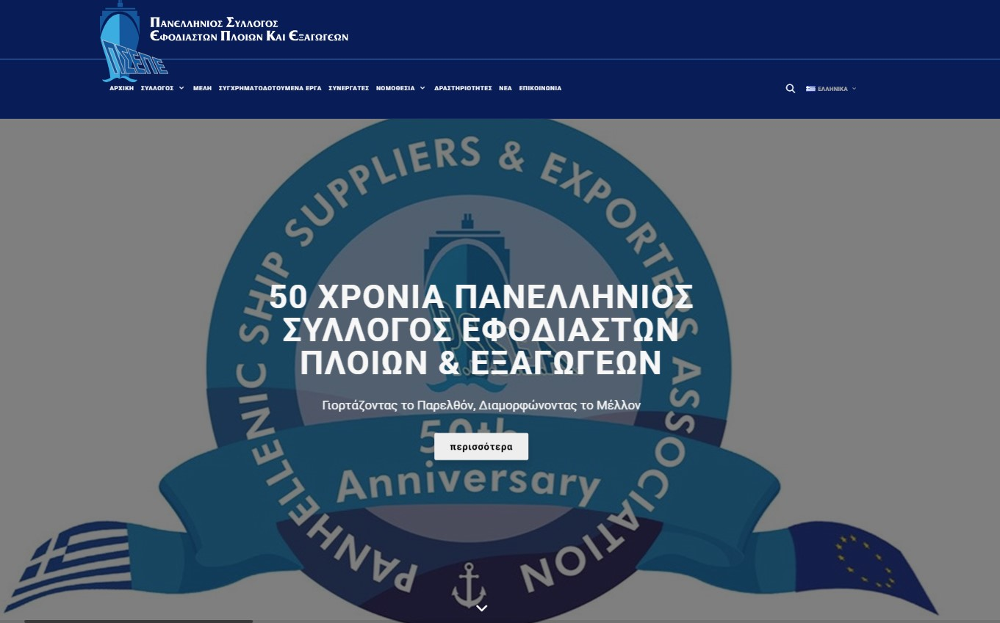 Πανελληνιος Συλλογος
Εφοδιαστων Πλοιων Και Εξαγωγεων
ΠΣΕΠΕ
ΑΡΧΙΚΗ ΣΥΛΛΟΓΟΣ ΜΕΛΗ ΣΥΓΧΡΗΜΑΤΟΔΟΤΟΥΜΕΝΑ ΕΡΓΑ ΣΥΝΕΡΓΑΤΕΣ ΝΟΜΟΘΕΣΙΑ ΔΡΑΣΤΗΡΙΟΤΗΤΕΣ ΝΕΑ ΕΠΙΚΟΙΝΩΝΙΑ ΕΛΛΗΝΙΚΑ
PANHELLENIC SHIP SUPPLIERS & EXPORTERS ASSOCIATION
50 ΧΡΟΝΙΑ ΠΑΝΕΛΛΗΝΙΟΣ
ΣΥΛΛΟΓΟΣ ΕΦΟΔΙΑΣΤΩΝ
ΠΛΟΙΩΝ & ΕΞΑΓΩΓΕΩΝ
Γιορτάζοντας το Παρελθόν, Διαμορφώνοντας το Μέλλον
50th
περισσότερα
Anniversary